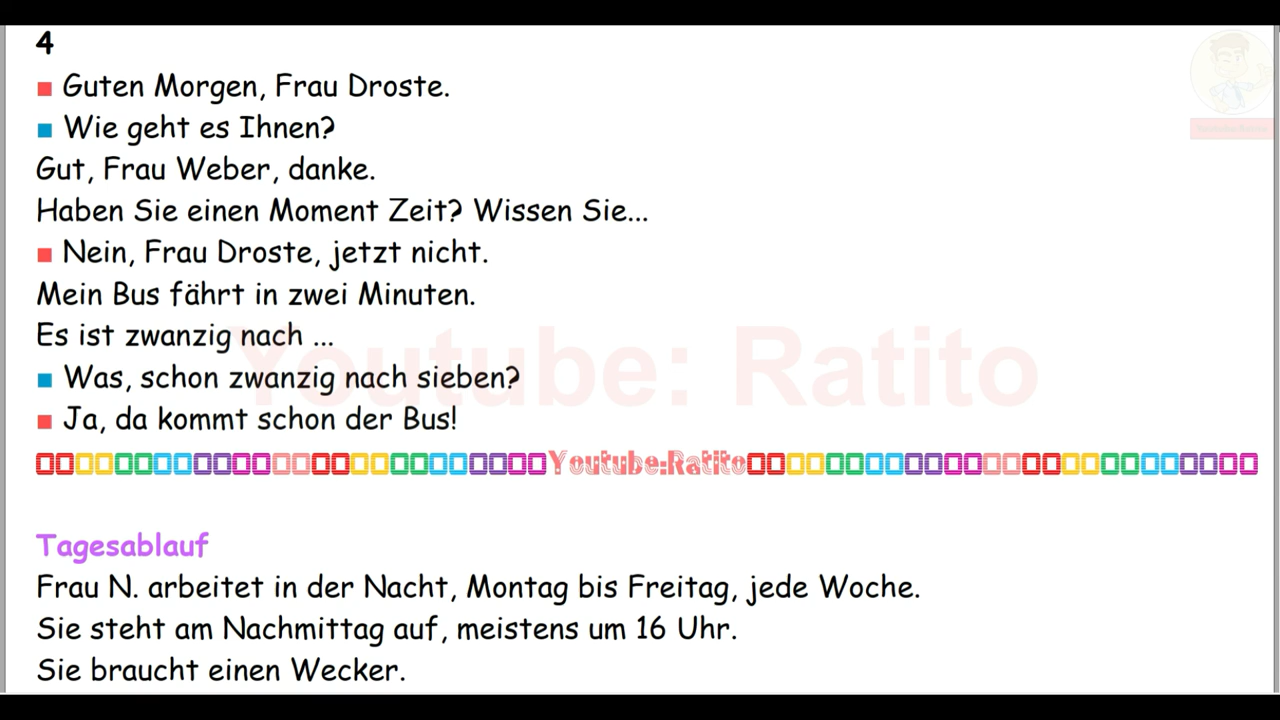 4
Guten Morgen, Frau Droste.
Wie geht es Ihnen?
Gut, Frau Weber, danke.
Haben Sie einen Moment Zeit? Wissen Sie...
Nein, Frau Droste, jetzt nicht.
Mein Bus fährt in zwei Minuten.
Es ist zwanzig nach ...
Youtube: Ratito
Was, schon zwanzig nach sieben?
Ja, da kommt schon der Bus!
Youtube:Ratito
Tagesablauf
Frau N. arbeitet in der Nacht, Montag bis Freitag, jede Woche.
Sie steht am Nachmittag auf, meistens um 16 Uhr.
Sie braucht einen Wecker.